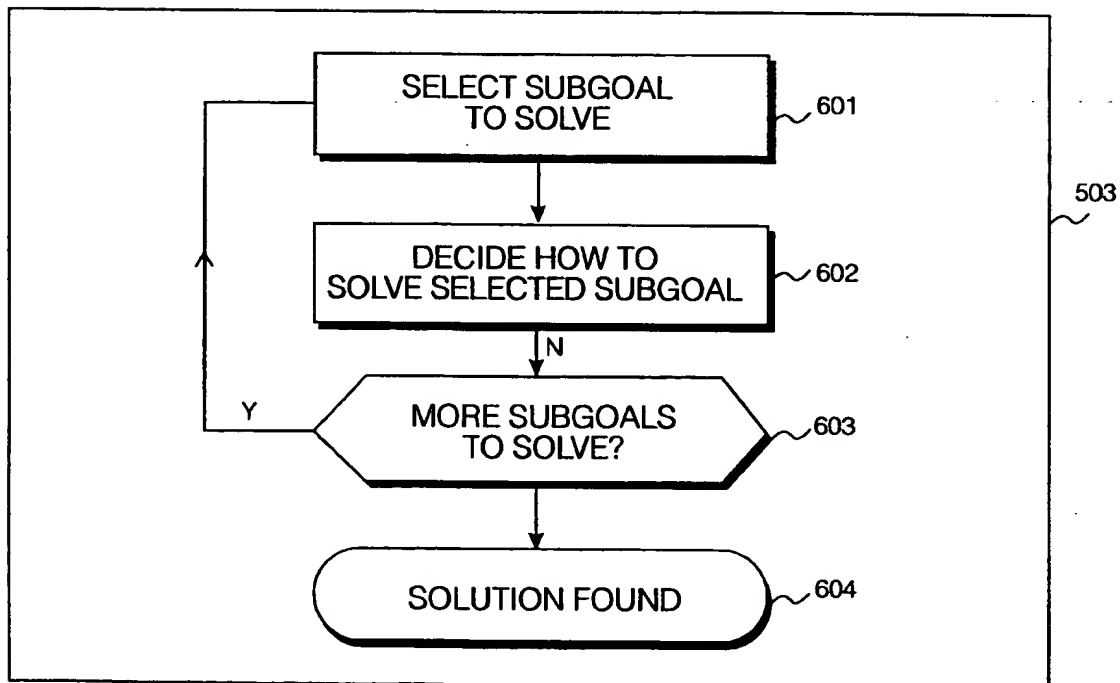 SELECT SUBGOAL
TO SOLVE
601
503
DECIDE HOW TO
SOLVE SELECTED SUBGOAL
602
N
MORE SUBGOALS
TO SOLVE?
603
Y
SOLUTION FOUND
604